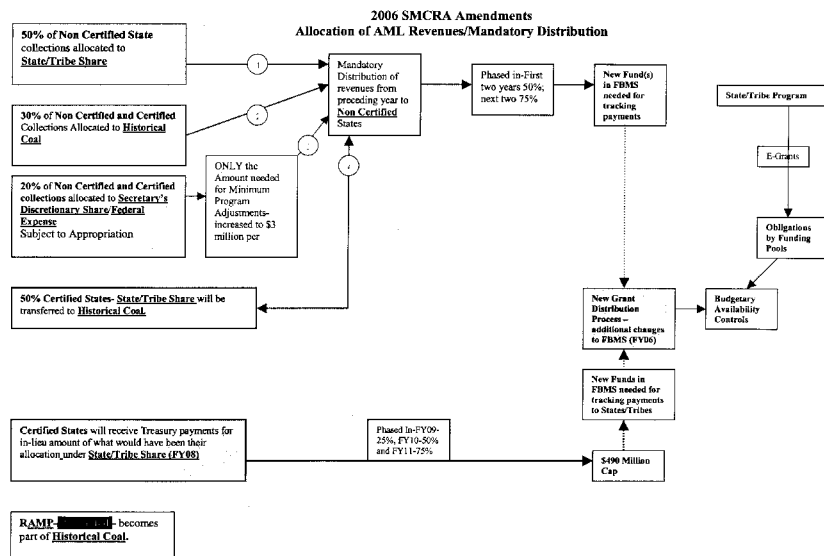 2006 SMCRA Amendments
Allocation of AML Revenues/Mandatory Distribution
50% of Non Certified State
collections allocated to
State/Tribe Share
1
Mandatory
Distribution of
revenues from
preceding year to
Non Certified
States
Phased in-First
two years 50%;
next two 75%
New Fund(s)
in FBMS
needed for
tracking
payments
State/Tribe Program
30% of Non Certified and Certified
Collections Allocated to Historical
Coal
2
3
4
E-Grants
20% of Non Certified and Certified
collections allocated to Secretary's
Discretionary Share/Federal
Expense
Subject to Appropriation
ONLY the
Amount needed
for Minimum
Program
Adjustments-
increased to $3
million per
Obligations
by Funding
Pools
50% Certified States- State/Tribe Share will be
transferred to Historical Coal.
New Grant
Distribution
Process –
additional changes
to FBMS (FY06)
Budgetary
Availability
Controls
New Funds in
FBMS needed for
tracking payments
to States/Tribes
Certified States will receive Treasury payments for
in-lieu amount of what would have been their
allocation under State/Tribe Share (FY08)
Phased In-FY09-
25%, FY10-50%
and FY11-75%
$490 Million
Cap
RAMP- - becomes
part of Historical Coal.